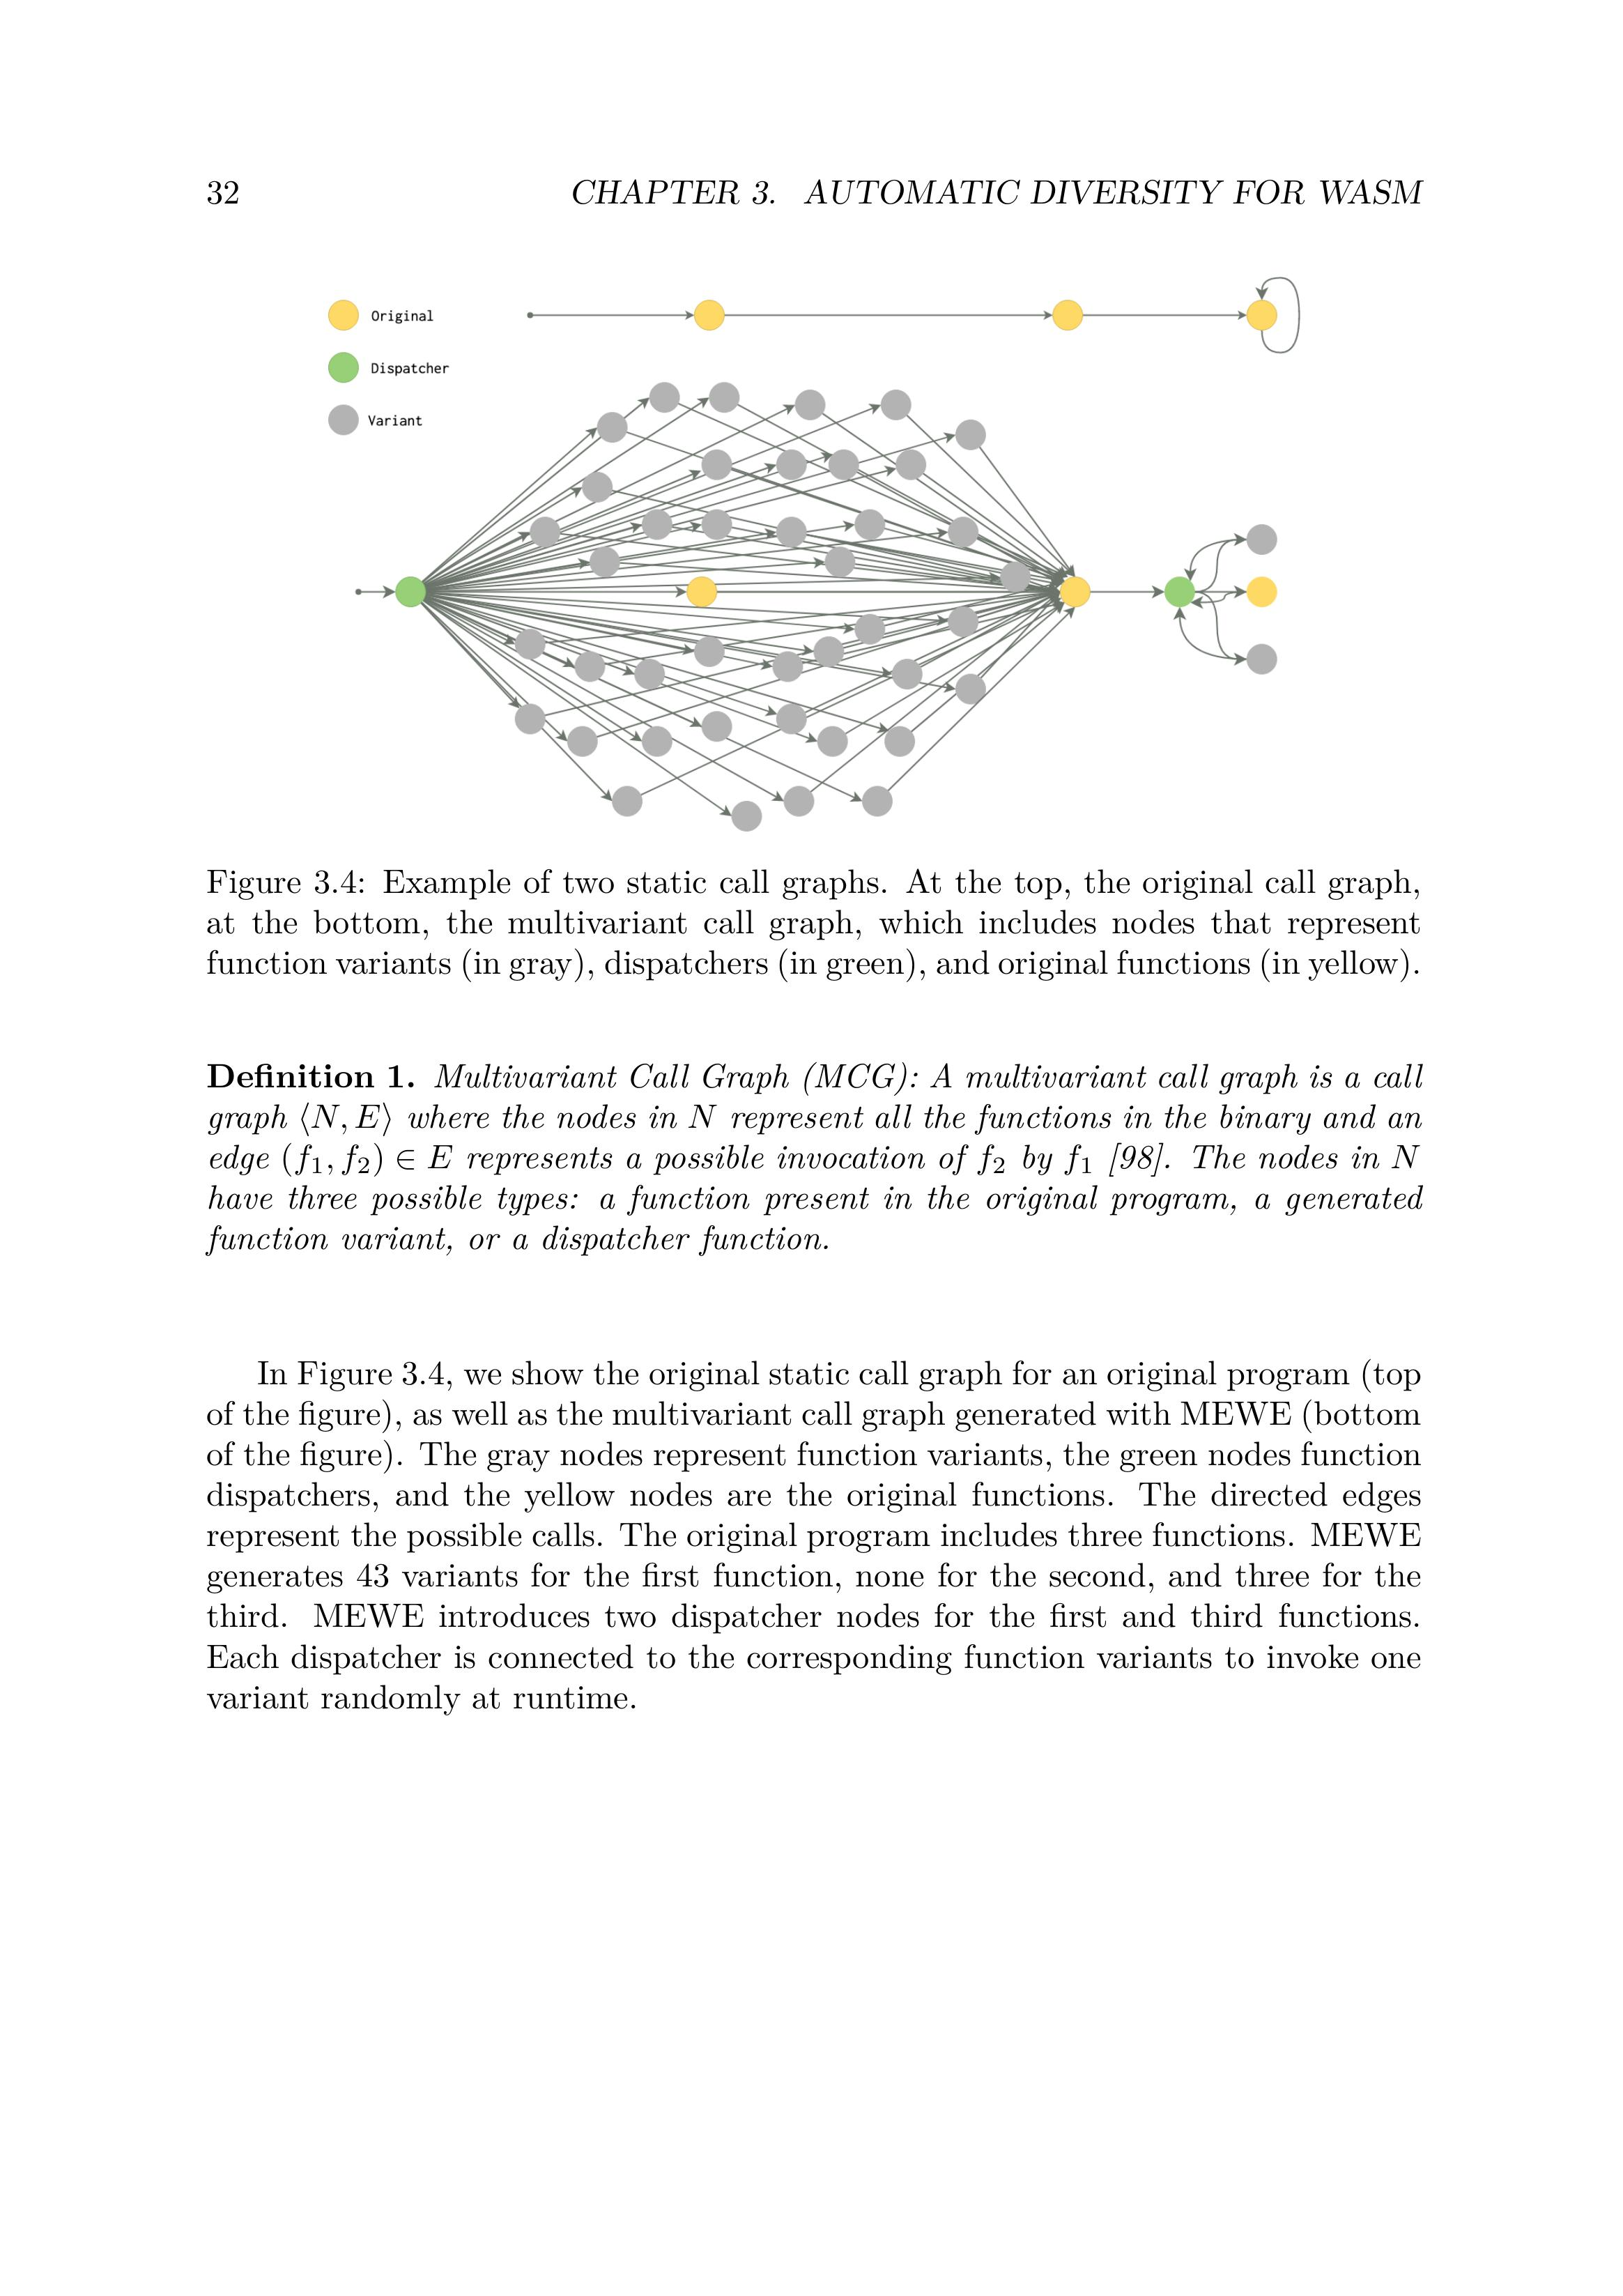 32
CHAPTER 3. AUTOMATIC DIVERSITY FOR WASM
Original
Dispatcher
Variant
Figure 3.4: Example of two static call graphs. At the top, the original call graph,
at the bottom, the multivariant call graph, which includes nodes that represent
function variants (in gray), dispatchers (in green), and original functions (in yellow).
Definition 1. Multivariant Call Graph (MCG): A multivariant call graph is a call
graph ⟨N, E⟩ where the nodes in N represent all the functions in the binary and an
edge (f₁, f₂) ∈ E represents a possible invocation of f₂ by f₁ [98]. The nodes in N
have three possible types: a function present in the original program, a generated
function variant, or a dispatcher function.
In Figure 3.4, we show the original static call graph for an original program (top
of the figure), as well as the multivariant call graph generated with MEWE (bottom
of the figure). The gray nodes represent function variants, the green nodes function
dispatchers, and the yellow nodes are the original functions. The directed edges
represent the possible calls. The original program includes three functions. MEWE
generates 43 variants for the first function, none for the second, and three for the
third. MEWE introduces two dispatcher nodes for the first and third functions.
Each dispatcher is connected to the corresponding function variants to invoke one
variant randomly at runtime.